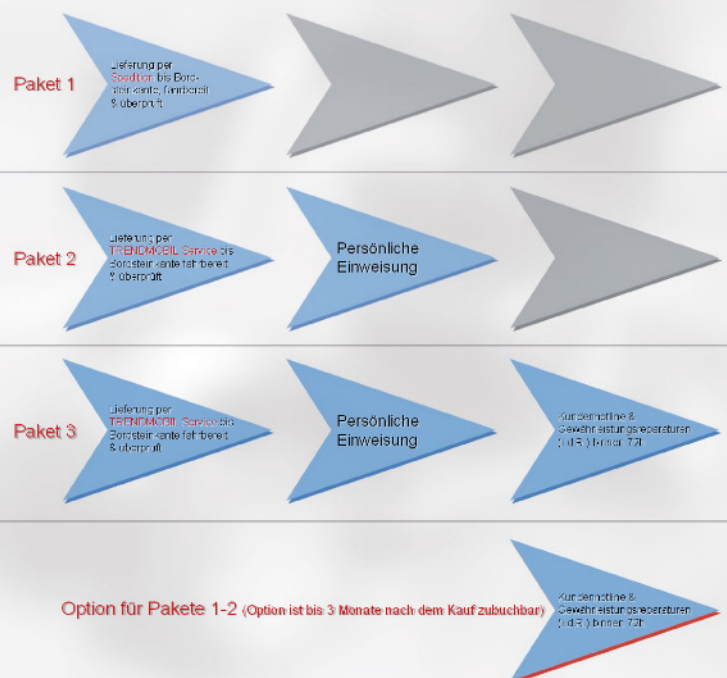 Paket 1
Lieferung per
Spedition bis Bord-
steinkante, fahrbereit
& überprüft
Paket 2
Lieferung per
TRENDMOBIL Service bis
Bordsteinkante fahrbereit
& überprüft
Persönliche
Einweisung
Paket 3
Lieferung per
TRENDMOBIL Service bis
Bordsteinkante fahrbereit
& überprüft
Persönliche
Einweisung
Kundenhotline &
Gewährleistungsreparaturen
(i.d.R.) binnen 72h
Option für Pakete 1-2 (Option ist bis 3 Monate nach dem Kauf zubuchbar)
Kundenhotline &
Gewährleistungsreparaturen
(i.d.R.) binnen 72h